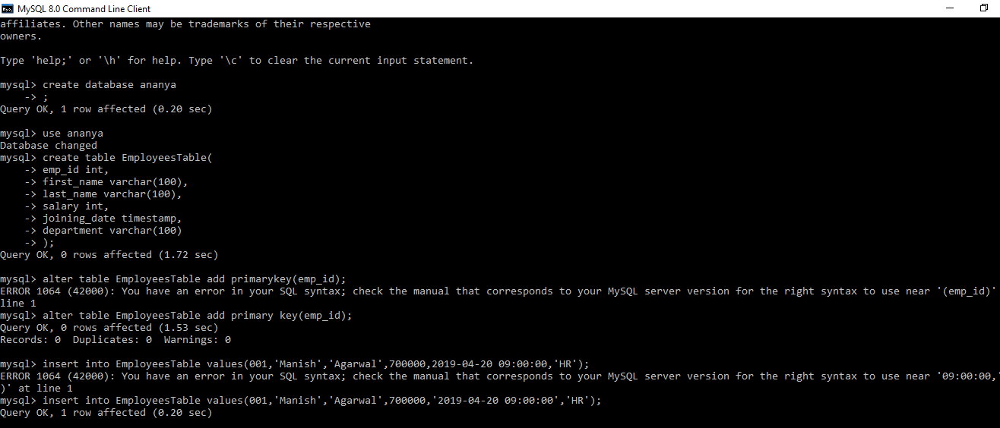 MySQL 8.0 Command Line Client
affiliates. Other names may be trademarks of their respective
owners.
Type 'help;' or '\h' for help. Type '\c' to clear the current input statement.
mysql> create database ananya
    -> ;
Query OK, 1 row affected (0.20 sec)
mysql> use ananya
Database changed
mysql> create table EmployeesTable(
    -> emp_id int,
    -> first_name varchar(100),
    -> last_name varchar(100),
    -> salary int,
    -> joining_date timestamp,
    -> department varchar(100)
    -> );
Query OK, 0 rows affected (1.72 sec)
mysql> alter table EmployeesTable add primarykey(emp_id);
ERROR 1064 (42000): You have an error in your SQL syntax; check the manual that corresponds to your MySQL server version for the right syntax to use near '(emp_id)'
line 1
mysql> alter table EmployeesTable add primary key(emp_id);
Query OK, 0 rows affected (1.53 sec)
Records: 0  Duplicates: 0  Warnings: 0
mysql> insert into EmployeesTable values(001,'Manish','Agarwal',700000,2019-04-20 09:00:00,'HR');
ERROR 1064 (42000): You have an error in your SQL syntax; check the manual that corresponds to your MySQL server version for the right syntax to use near '09:00:00,'
)' at line 1
mysql> insert into EmployeesTable values(001,'Manish','Agarwal',700000,'2019-04-20 09:00:00','HR');
Query OK, 1 row affected (0.20 sec)